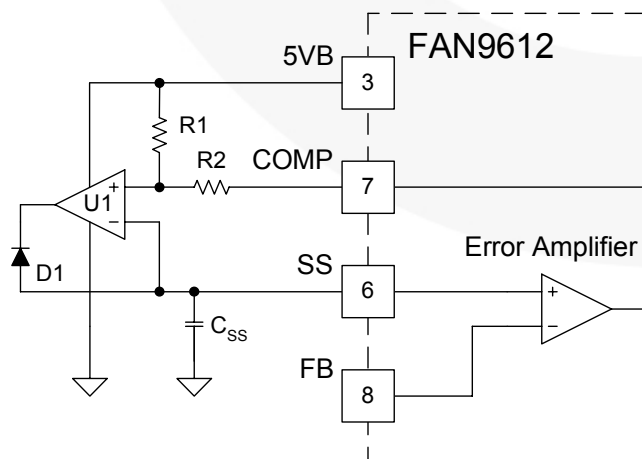 5VB
FAN9612
3
R1
R2
COMP
7
+
U1
−
Error Amplifier
D1
SS
6
+
−
C_SS
FB
8